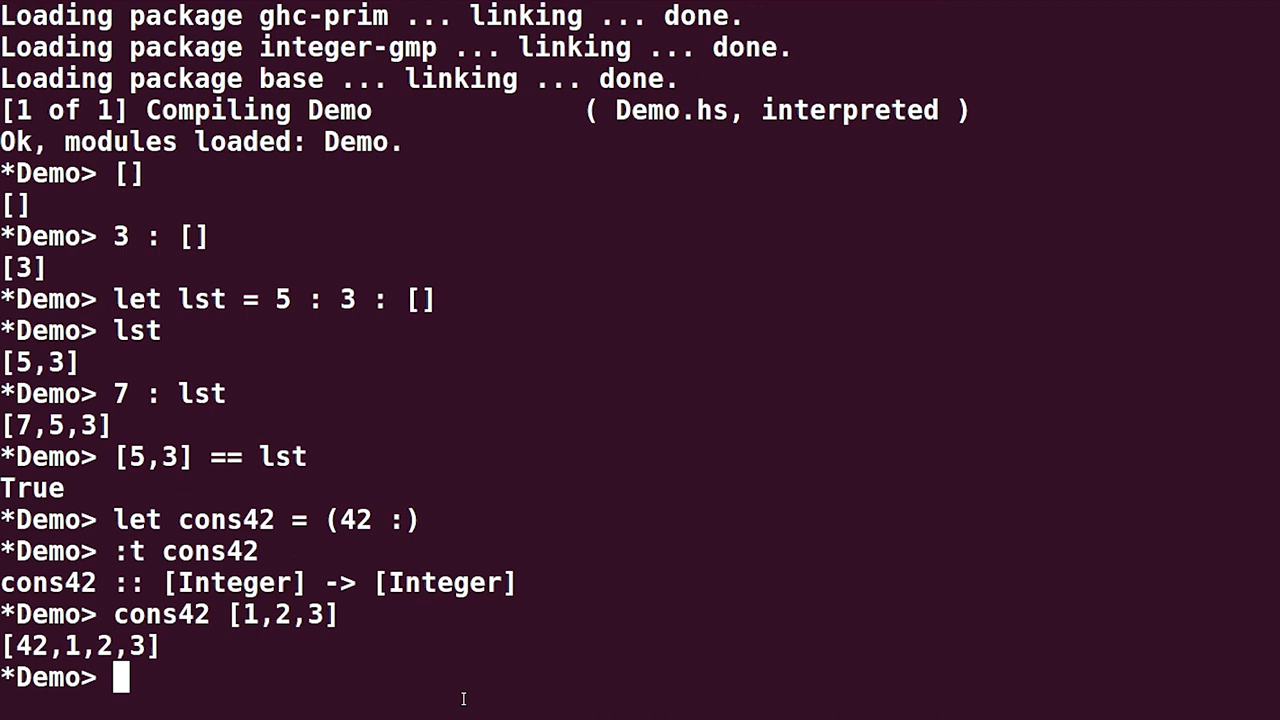 Loading package ghc-prim ... linking ... done.
Loading package integer-gmp ... linking ... done.
Loading package base ... linking ... done.
[1 of 1] Compiling Demo             ( Demo.hs, interpreted )
Ok, modules loaded: Demo.
*Demo> []
[]
*Demo> 3 : []
[3]
*Demo> let lst = 5 : 3 : []
*Demo> lst
[5,3]
*Demo> 7 : lst
[7,5,3]
*Demo> [5,3] == lst
True
*Demo> let cons42 = (42 :)
*Demo> :t cons42
cons42 :: [Integer] -> [Integer]
*Demo> cons42 [1,2,3]
[42,1,2,3]
*Demo>